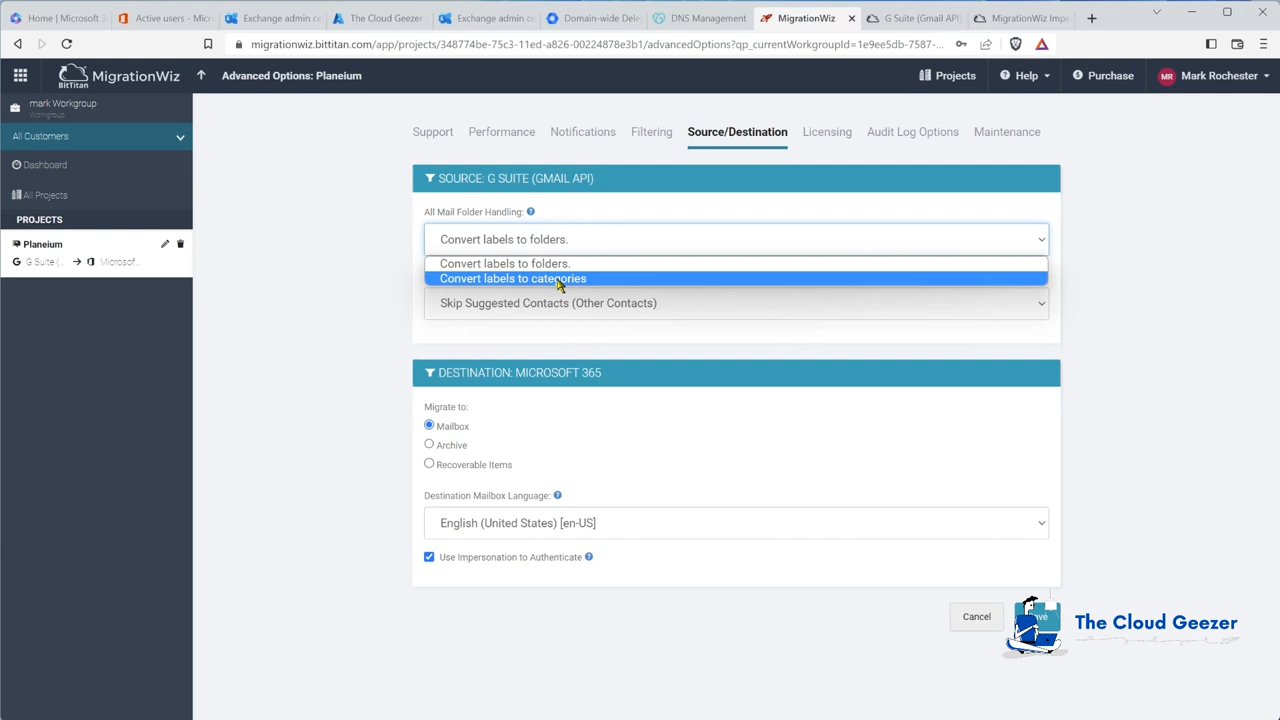 Home | Microsoft 3
Active users - Micro
Exchange admin ce
The Cloud Geezer
Exchange admin ce
Domain-wide Dele
DNS Management
MigrationWiz
G Suite (Gmail API)
MigrationWiz Impe
migrationwiz.bittitan.com/app/projects/348774be-75c3-11ed-a826-00224878e3b1/advancedOptions?qp_currentWorkgroupId=1e9ee5db-7587-...
BitTitan MigrationWiz
Advanced Options: Planeium
Projects
Help
Purchase
MR Mark Rochester
mark Workgroup
Workgroup
All Customers
Dashboard
All Projects
PROJECTS
Planeium
G Suite (... Microsof...
Support Performance Notifications Filtering Source/Destination Licensing Audit Log Options Maintenance
SOURCE: G SUITE (GMAIL API)
All Mail Folder Handling:
Convert labels to folders.
Convert labels to folders.
Convert labels to categories
Skip Suggested Contacts (Other Contacts)
DESTINATION: MICROSOFT 365
Migrate to:
Mailbox
Archive
Recoverable Items
Destination Mailbox Language:
English (United States) [en-US]
Use Impersonation to Authenticate
Cancel
The Cloud Geezer